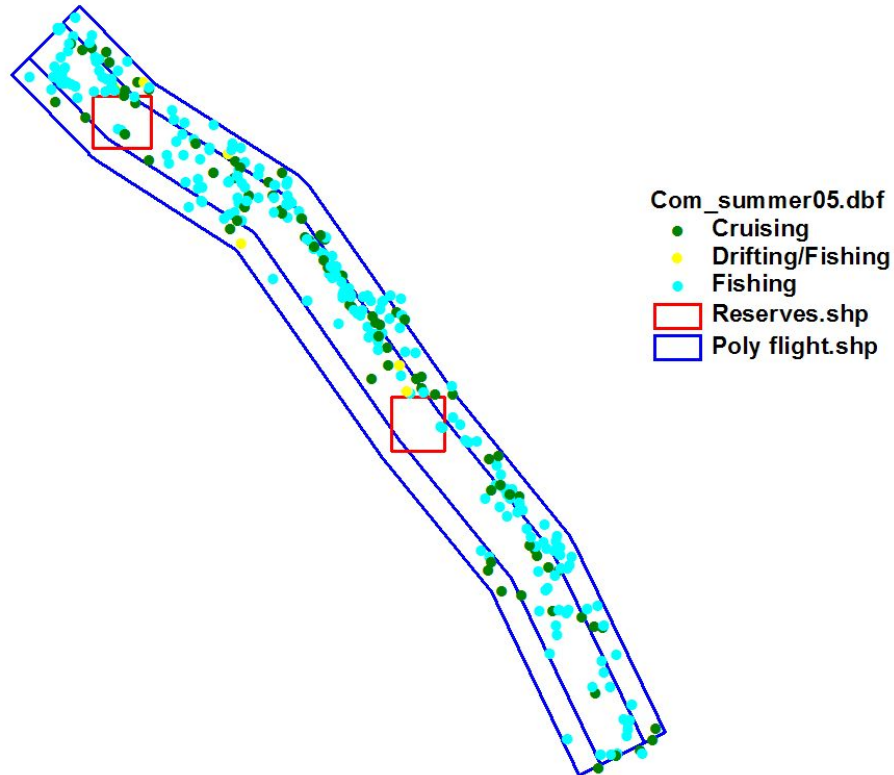 Com_summer05.dbf
Cruising
Drifting/Fishing
Fishing
Reserves.shp
Poly flight.shp